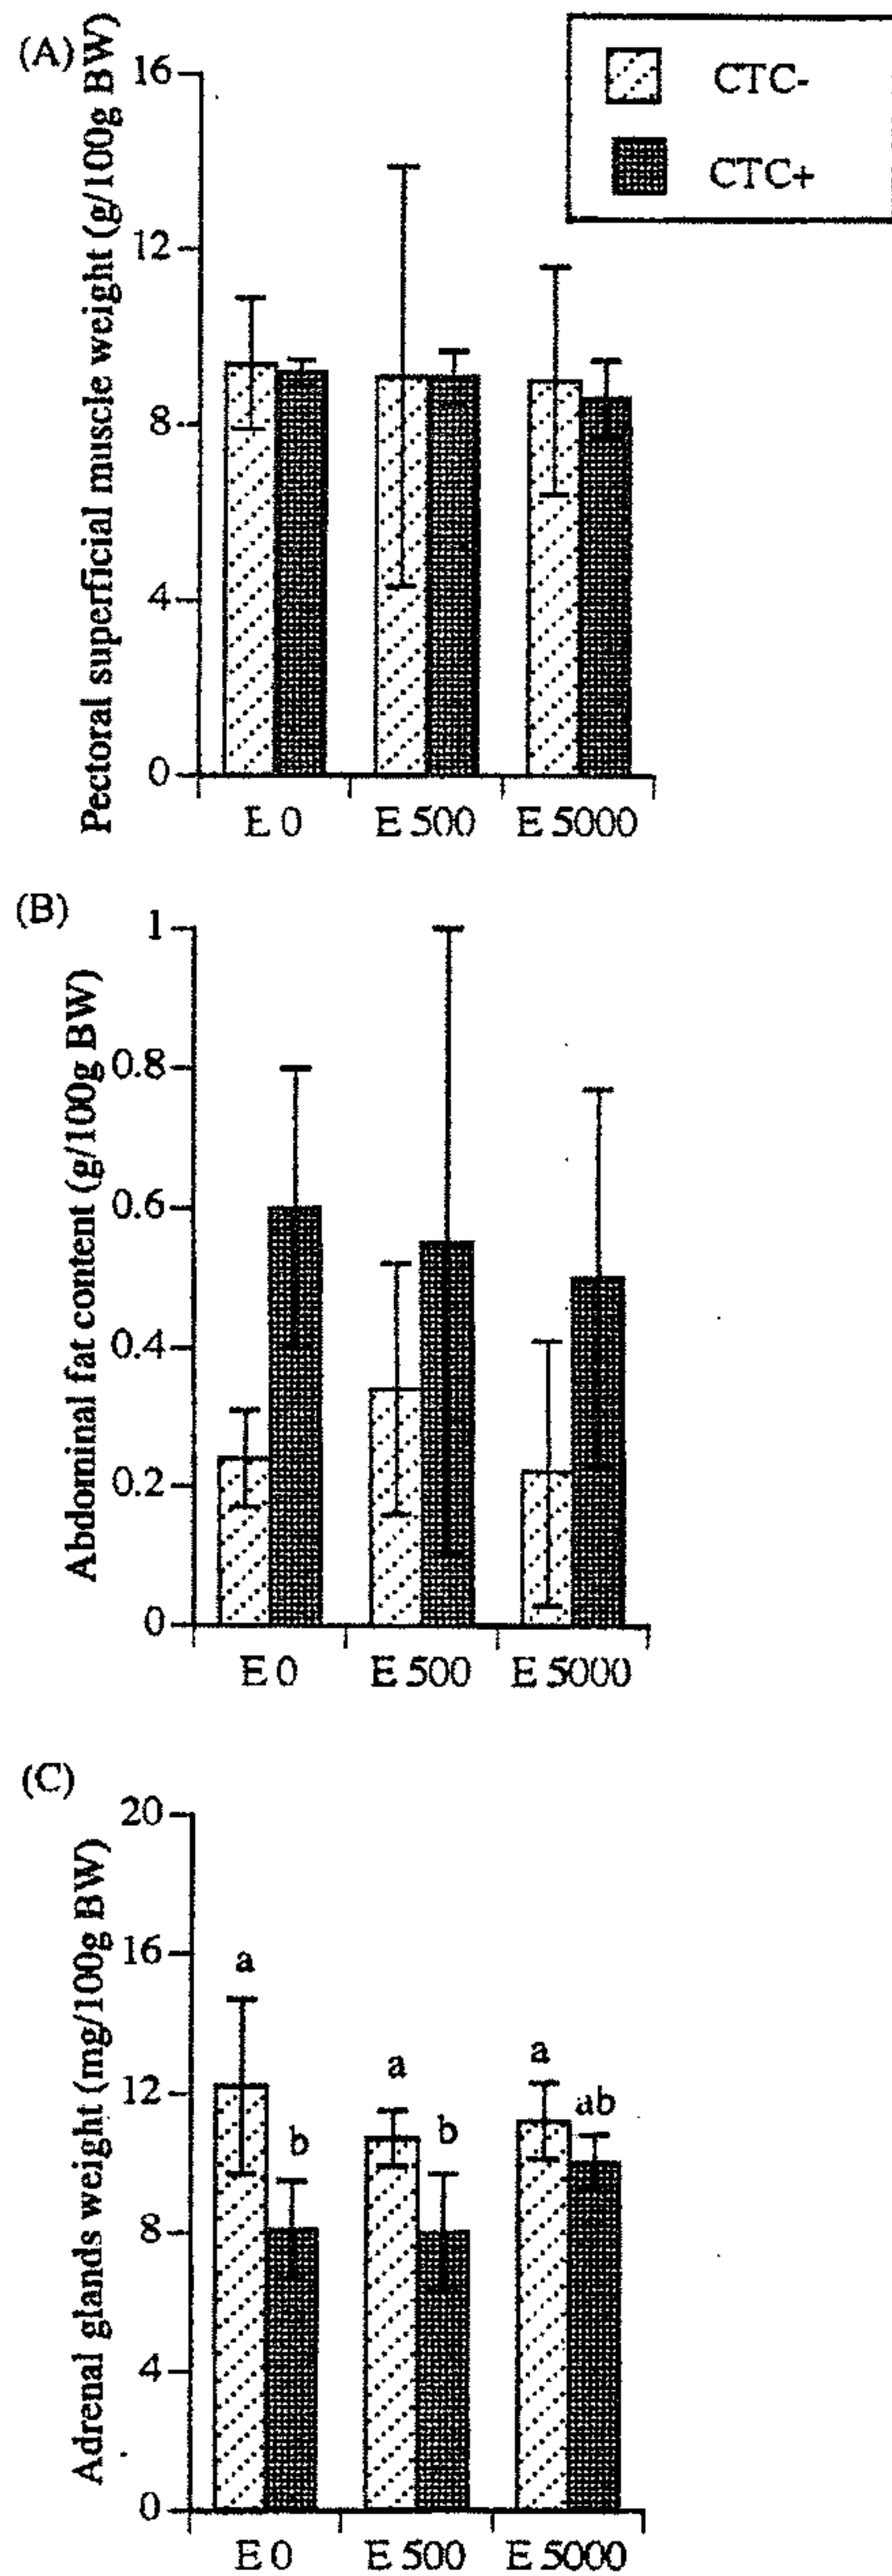 (A)
CTC-
CTC+
Pectoral superficial muscle weight (g/100g BW)
16
12
8
4
0
E 0 E 500 E 5000
(B)
Abdominal fat content (g/100g BW)
1
0.8
0.6
0.4
0.2
0
E 0 E 500 E 5000
(C)
Adrenal glands weight (mg/100g BW)
20
16
12
8
4
0
a
b
a
b
a
ab
E 0 E 500 E 5000